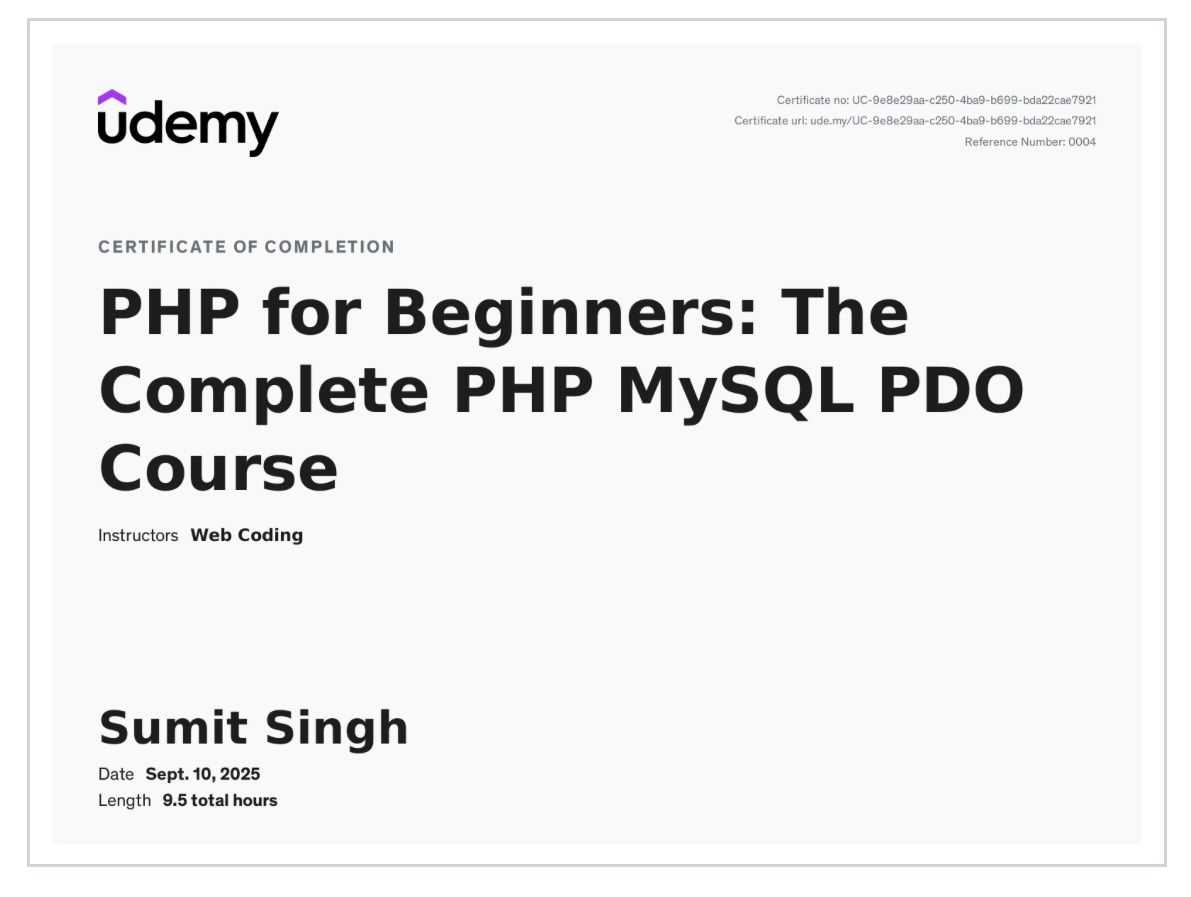 udemy
Certificate no: UC-9e8e29aa-c250-4ba9-b699-bda22cae7921
Certificate url: ude.my/UC-9e8e29aa-c250-4ba9-b699-bda22cae7921
Reference Number: 0004
CERTIFICATE OF COMPLETION
PHP for Beginners: The
Complete PHP MySQL PDO
Course
Instructors Web Coding
Sumit Singh
Date Sept. 10, 2025
Length 9.5 total hours